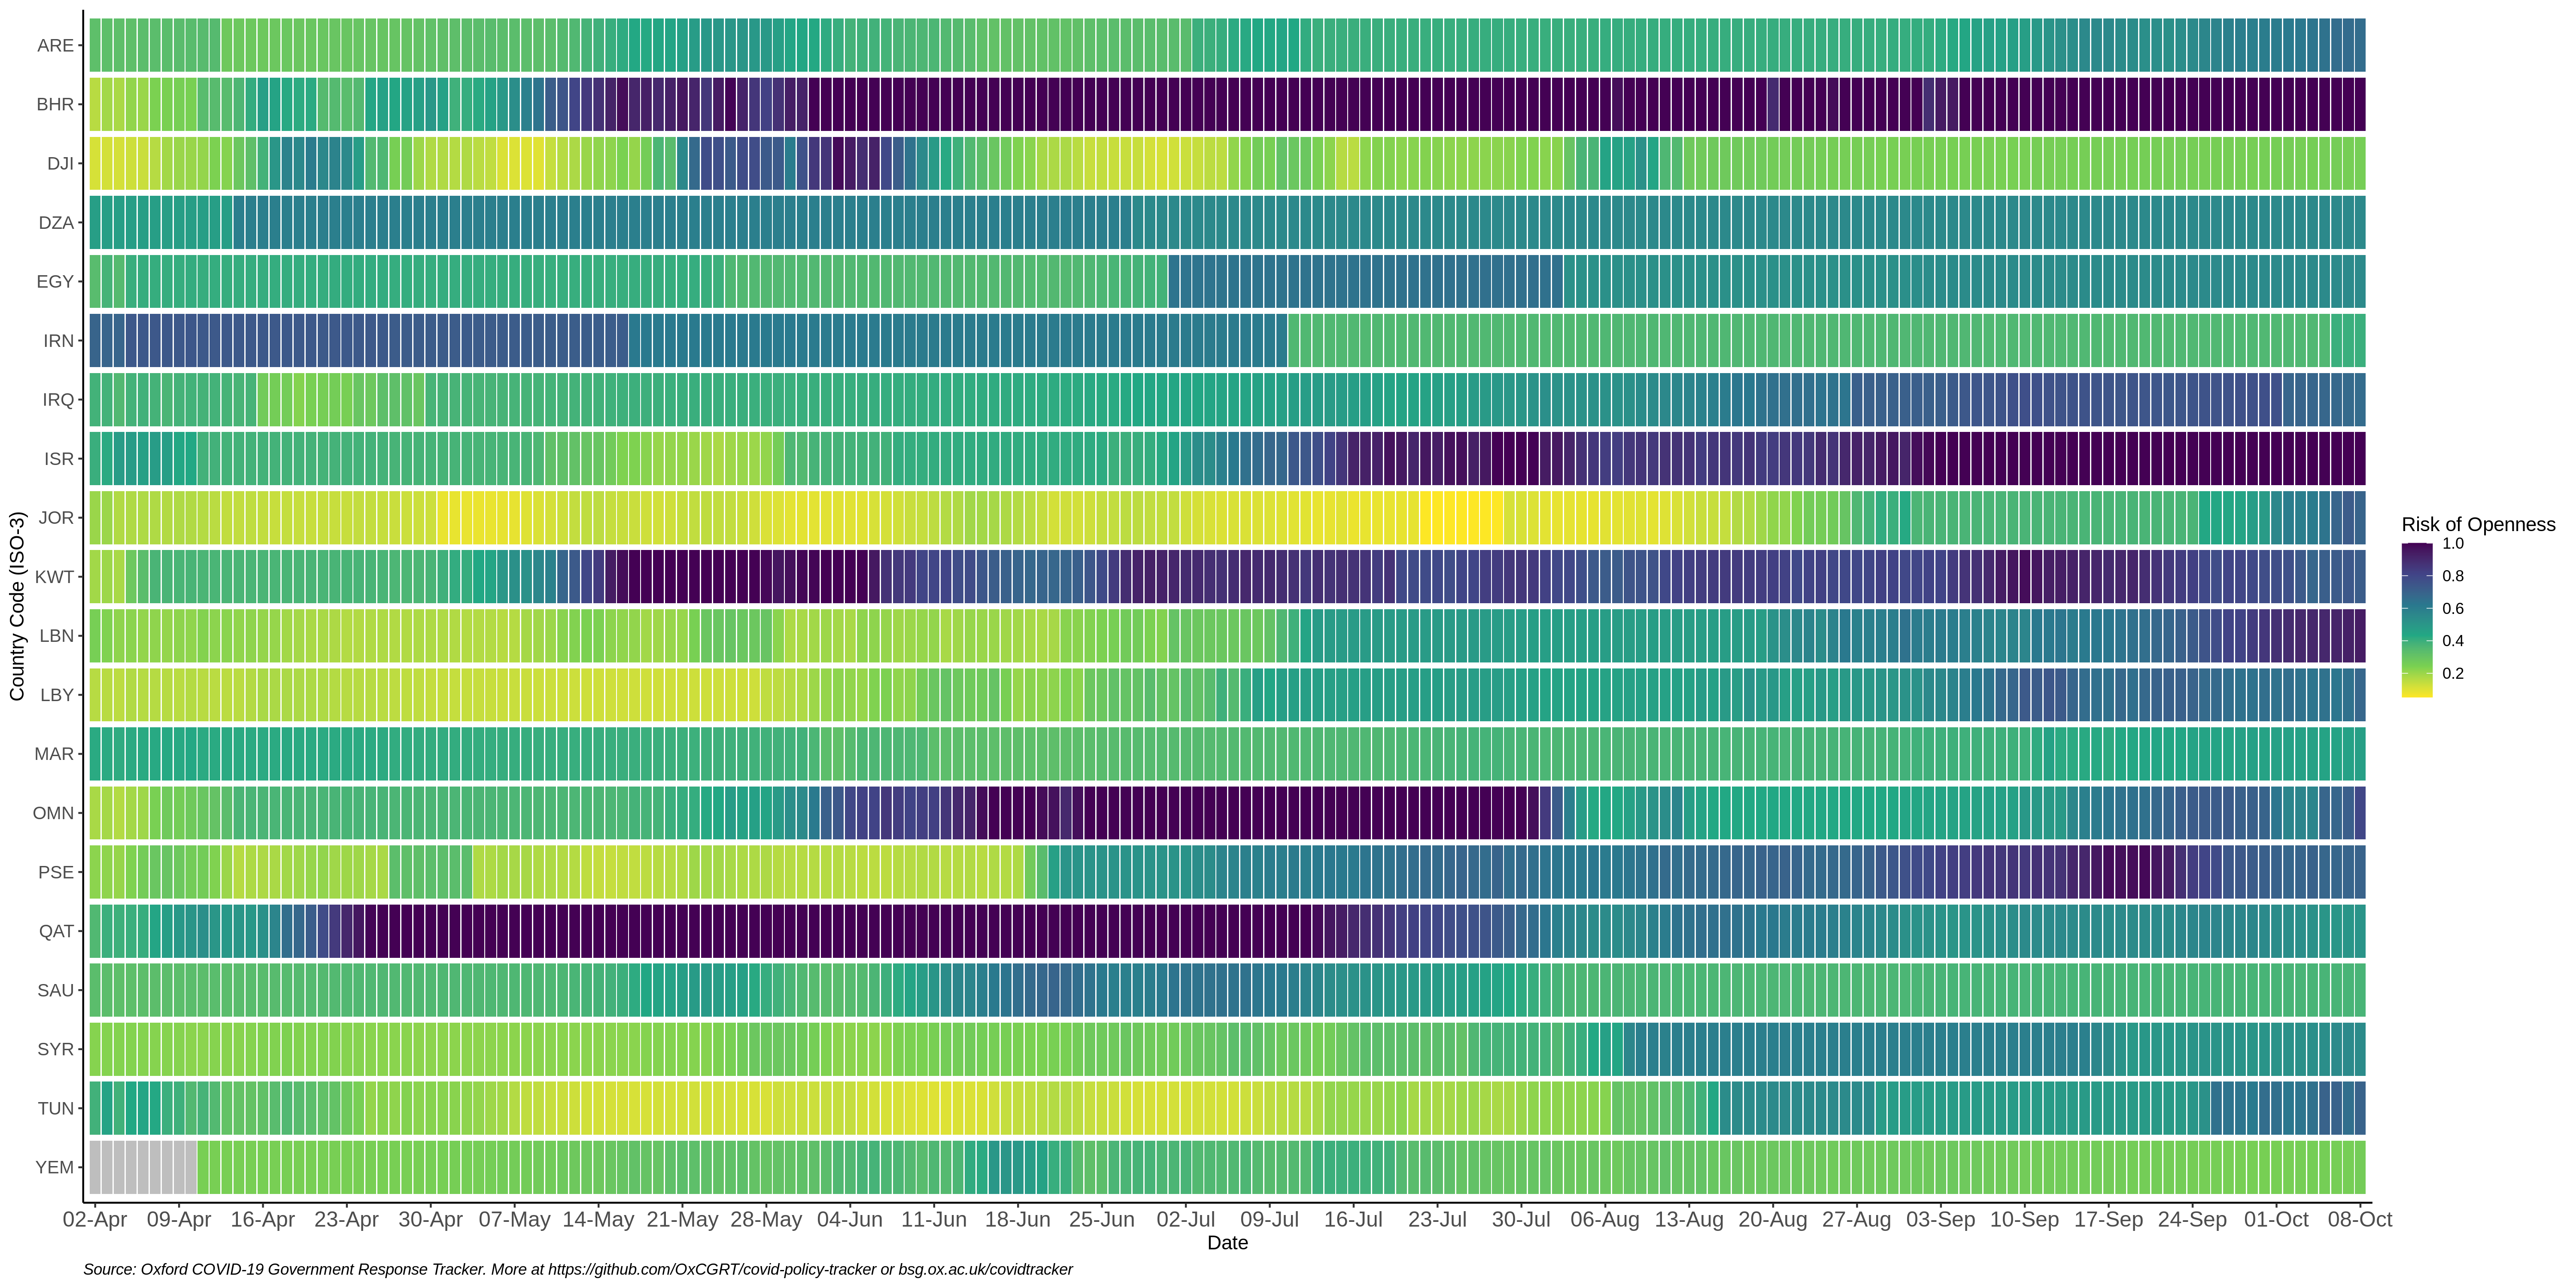 Country Code (ISO-3)
ARE
BHR
DJI
DZA
EGY
IRN
IRQ
ISR
JOR
KWT
LBN
LBY
MAR
OMN
PSE
QAT
SAU
SYR
TUN
YEM
02-Apr 09-Apr 16-Apr 23-Apr 30-Apr 07-May 14-May 21-May 28-May 04-Jun 11-Jun 18-Jun 25-Jun 02-Jul 09-Jul 16-Jul 23-Jul 30-Jul 06-Aug 13-Aug 20-Aug 27-Aug 03-Sep 10-Sep 17-Sep 24-Sep 01-Oct 08-Oct
Date
Risk of Openness
1.0
0.8
0.6
0.4
0.2
Source: Oxford COVID-19 Government Response Tracker. More at https://github.com/OxCGRT/covid-policy-tracker or bsg.ox.ac.uk/covidtracker